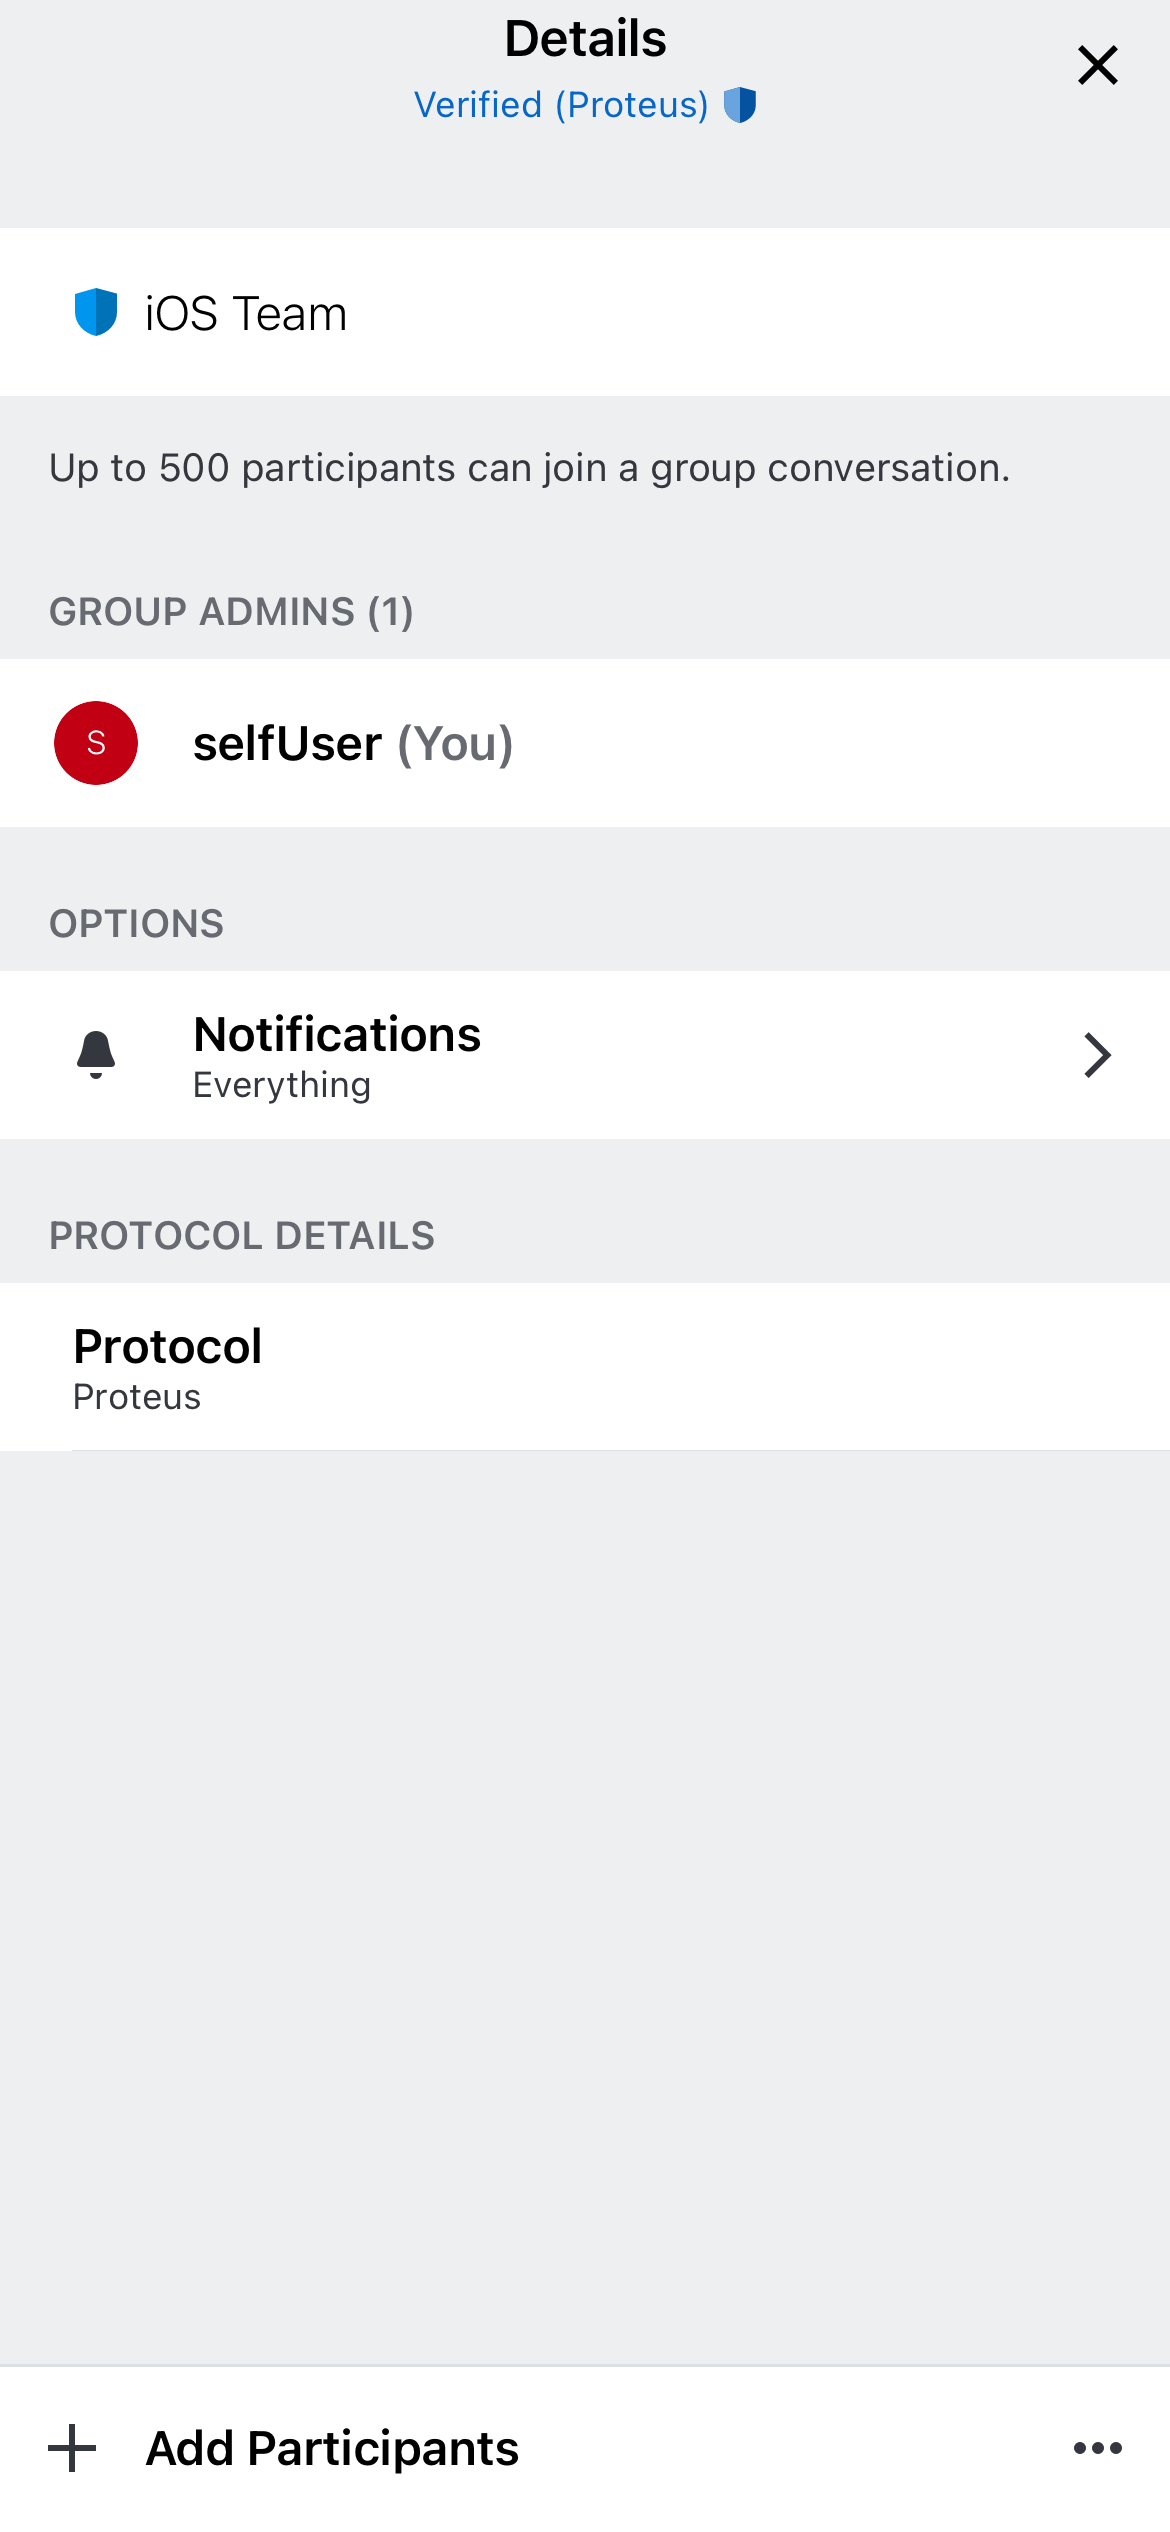 Details
Verified (Proteus)
iOS Team
Up to 500 participants can join a group conversation.
GROUP ADMINS (1)
S
selfUser (You)
OPTIONS
Notifications
Everything
PROTOCOL DETAILS
Protocol
Proteus
Add Participants